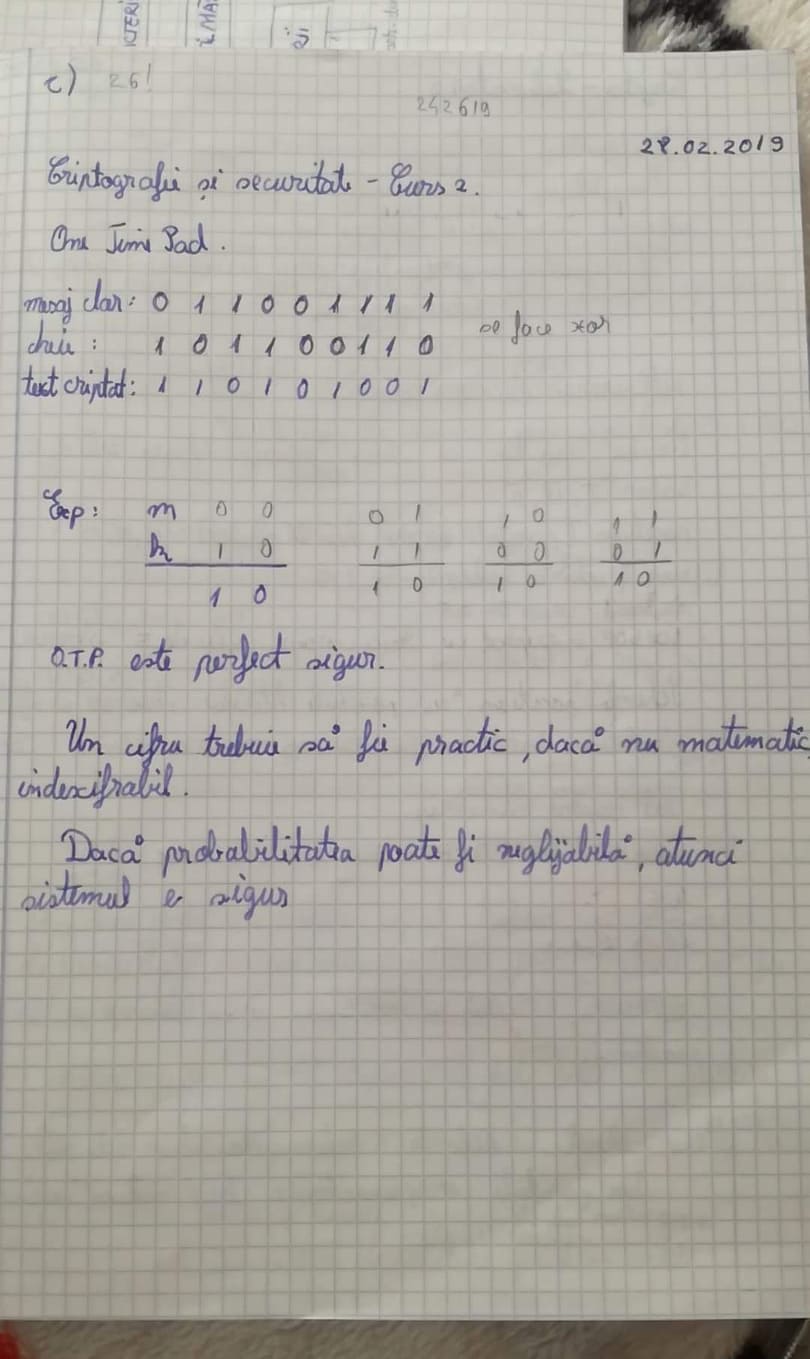 c) 26!
242619
28.02.2019
Criptografie și securitate - Curs 2.
One Time Pad.
mesaj clar: 0 1 1 0 0 1 1 1 1
se face xor
cheie: 1 0 1 1 0 0 1 1 0
text criptat: 1 1 0 1 0 1 0 0 1
Exp: m 0 0 0 1 1 0 1 1
k 1 0 1 1 0 0 0 1
1 0 1 0 1 0 1 0
O.T.P. este perfect sigur.
Un cifru trebuie să fie practic, dacă nu matematic,
indescifrabil.
Dacă probabilitatea poate fi neglijabilă, atunci
sistemul e sigur